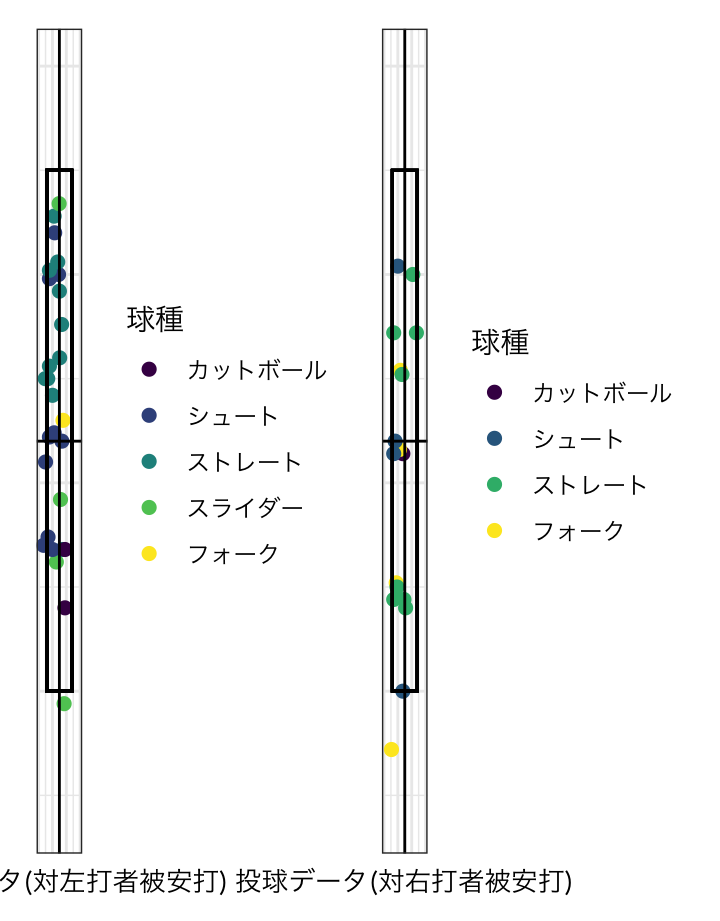 球種
カットボール
シュート
ストレート
スライダー
フォーク
球種
カットボール
シュート
ストレート
フォーク
タ(対左打者被安打)
投球データ(対右打者被安打)